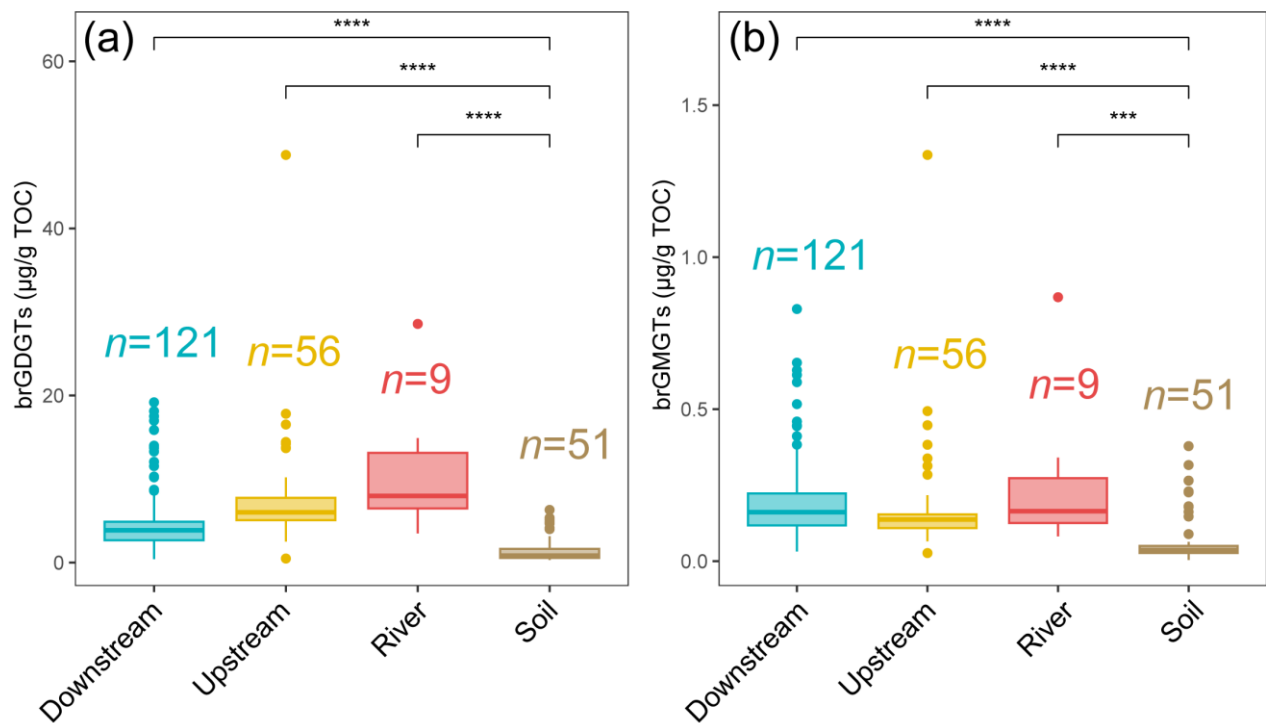 (a)
****
****
****
60
40
20
0
brGDGTs (µg/g TOC)
n=121
n=56
n=9
n=51
Downstream
Upstream
River
Soil
(b)
****
****
***
1.5
1.0
0.5
0.0
brGMGTs (µg/g TOC)
n=121
n=56
n=9
n=51
Downstream
Upstream
River
Soil